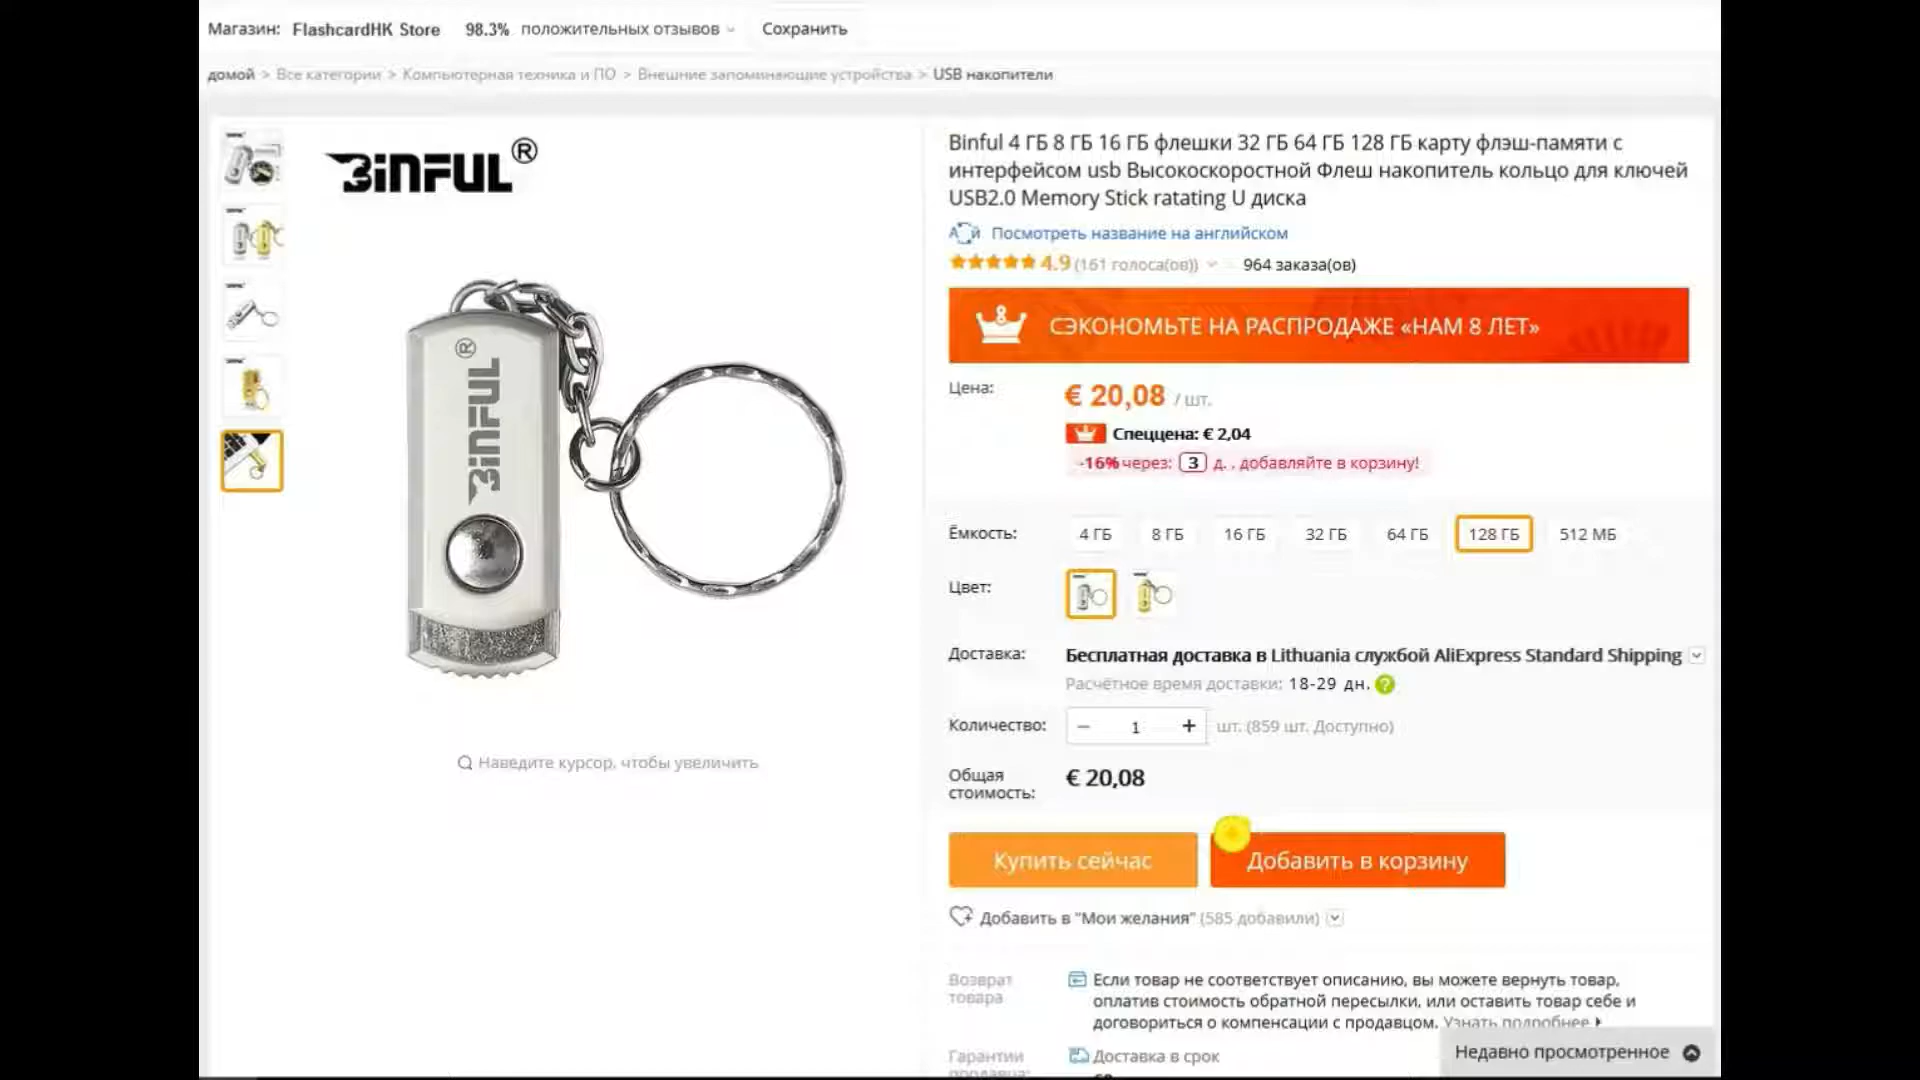 Магазин: FlashcardHK Store 98.3% положительных отзывов Сохранить
домой > Все категории > Компьютерная техника и ПО > Внешние запоминающие устройства > USB накопители
BINFUL®
Binful 4 ГБ 8 ГБ 16 ГБ флешки 32 ГБ 64 ГБ 128 ГБ карту флэш-памяти с
интерфейсом usb Высокоскоростной Флеш накопитель кольцо для ключей
USB2.0 Memory Stick ratating U диска
Посмотреть название на английском
4.9 (161 голоса(ов)) 964 заказа(ов)
8 СЭКОНОМЬТЕ НА РАСПРОДАЖЕ «НАМ 8 ЛЕТ»
Цена: € 20,08 / шт.
Спеццена: € 2,04
-16% через: 3 д. , добавляйте в корзину!
BINFUL®
Ёмкость: 4 ГБ 8 ГБ 16 ГБ 32 ГБ 64 ГБ 128 ГБ 512 МБ
Цвет:
Доставка: Бесплатная доставка в Lithuania службой AliExpress Standard Shipping
Расчётное время доставки: 18-29 дн. ?
Количество: − 1 + шт. (859 шт. Доступно)
Наведите курсор, чтобы увеличить
Общая
стоимость: € 20,08
Купить сейчас Добавить в корзину
Добавить в "Мои желания" (585 добавили)
Возврат
товара
Если товар не соответствует описанию, вы можете вернуть товар,
оплатив стоимость обратной пересылки, или оставить товар себе и
договориться о компенсации с продавцом. Узнать подробнее
Недавно просмотренное
Гарантии
продавца:
Доставка в срок